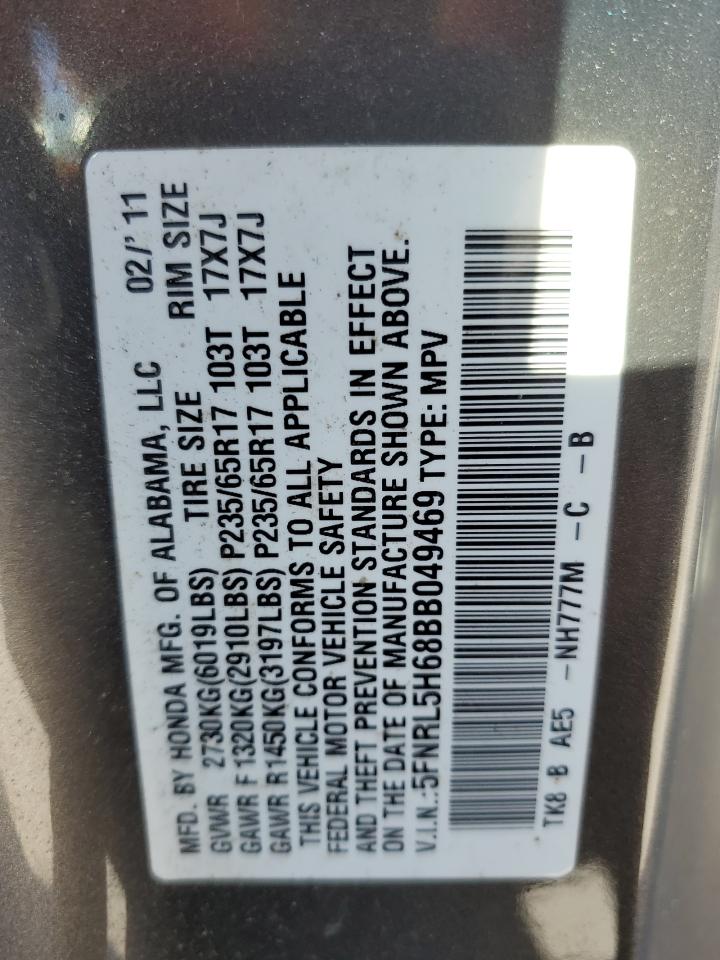 MFD. BY HONDA MFG. OF ALABAMA, LLC 02/' 11
GVWR 2730KG(6019LBS) TIRE SIZE RIM SIZE
GAWR F 1320KG(2910LBS) P235/65R17 103T 17X7J
GAWR R1450KG(3197LBS) P235/65R17 103T 17X7J
THIS VEHICLE CONFORMS TO ALL APPLICABLE
FEDERAL MOTOR VEHICLE SAFETY
AND THEFT PREVENTION STANDARDS IN EFFECT
ON THE DATE OF MANUFACTURE SHOWN ABOVE.
V.I.N.:5FNRL5H68BB049469 TYPE: MPV
TK8 B AE5 -NH777M -C -B